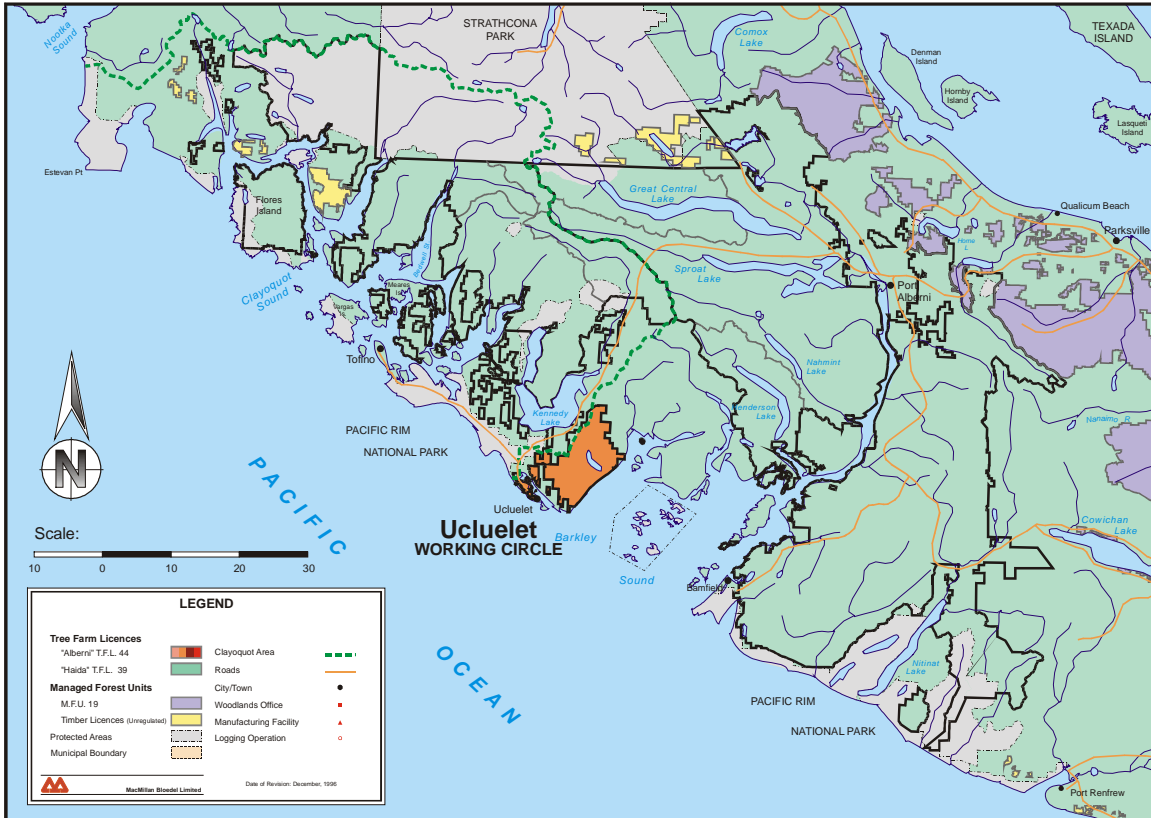 Nootka
Sound
STRATHCONA
PARK
Comox
Lake
TEXADA
ISLAND
Denman
Island
Hornby
Island
Lasqueti
Island
Estevan Pt
Flores
Island
Great Central
Lake
Qualicum Beach
Parksville
Horne
L
Clayoquot
Sound
Meares
Vargas
Sproat
Lake
Port
Alberni
Tofino
Nahmint
Lake
Kennedy
Lake
Henderson
Lake
Nanaimo R.
PACIFIC RIM
NATIONAL PARK
N
PACIFIC
Ucluelet
Ucluelet
WORKING CIRCLE
Barkley
Sound
Cowichan
Lake
Bamfield
Scale:
10 0 10 20 30
OCEAN
Nitinat
Lake
PACIFIC RIM
NATIONAL PARK
Port Renfrew
LEGEND
Tree Farm Licences
"Alberni" T.F.L. 44
"Haida" T.F.L. 39
Managed Forest Units
M.F.U. 19
Timber Licences (Unregulated)
Protected Areas
Municipal Boundary
Clayoquot Area
Roads
City/Town
Woodlands Office
Manufacturing Facility
Logging Operation
MacMillan Bloedel Limited
Date of Revision: December, 1996